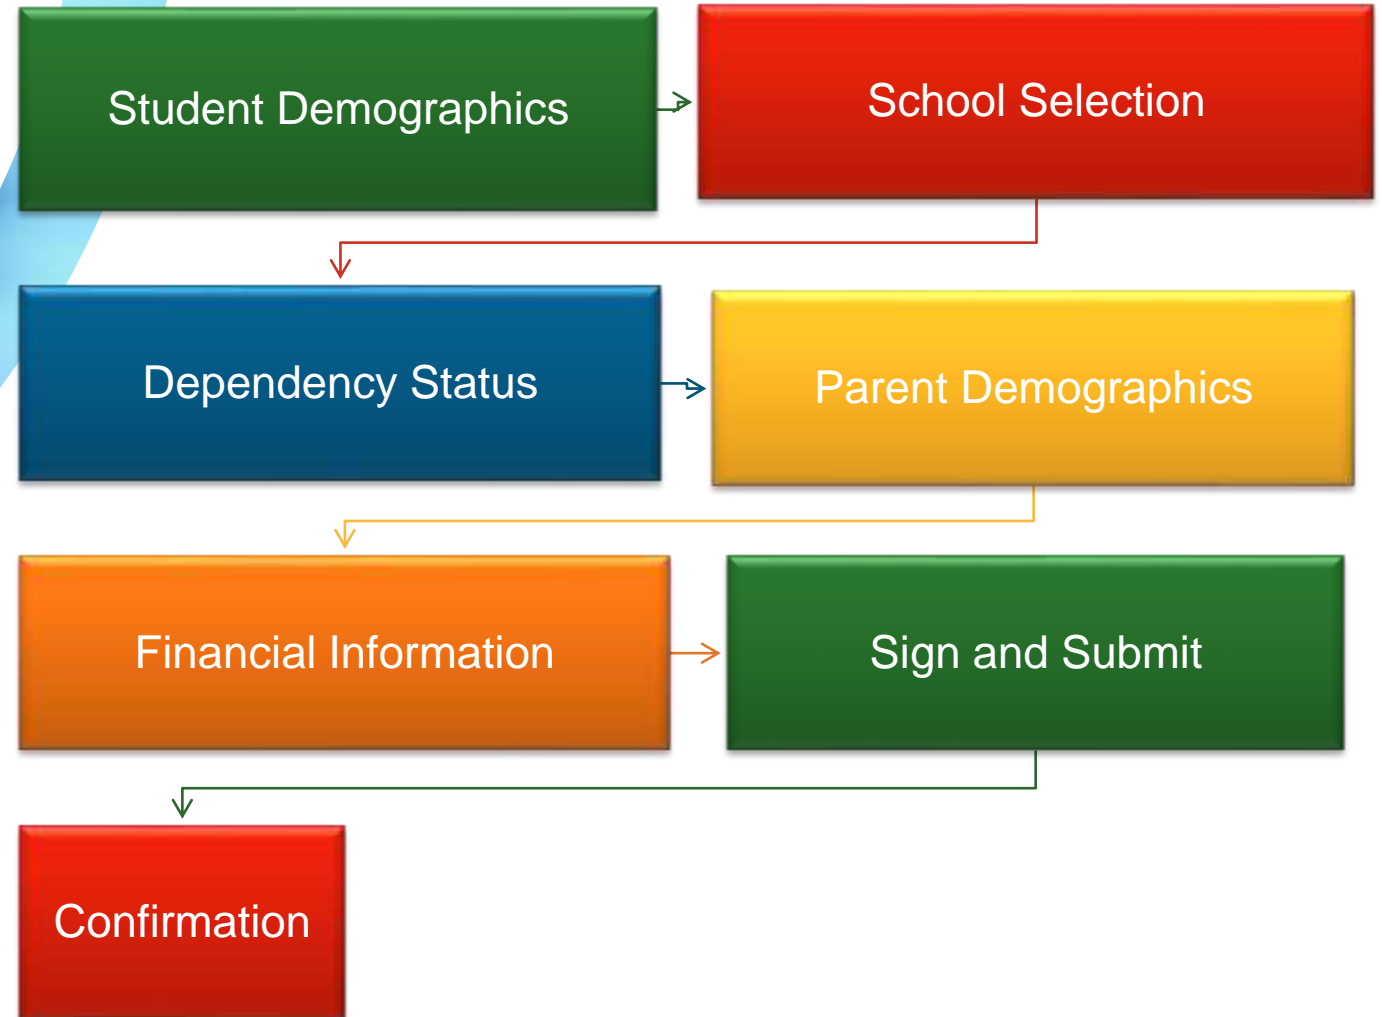 Student Demographics
School Selection
Dependency Status
Parent Demographics
Financial Information
Sign and Submit
Confirmation